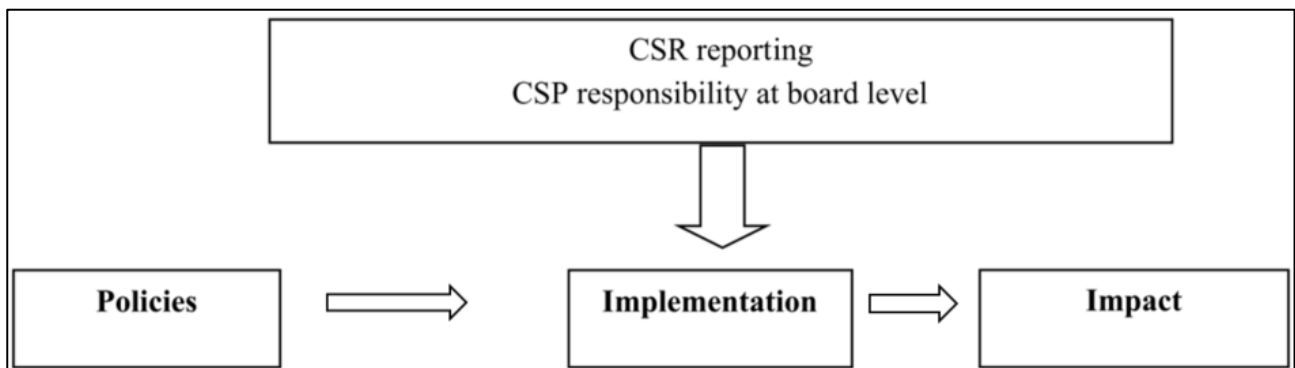 CSR reporting
CSP responsibility at board level
Policies
Implementation
Impact